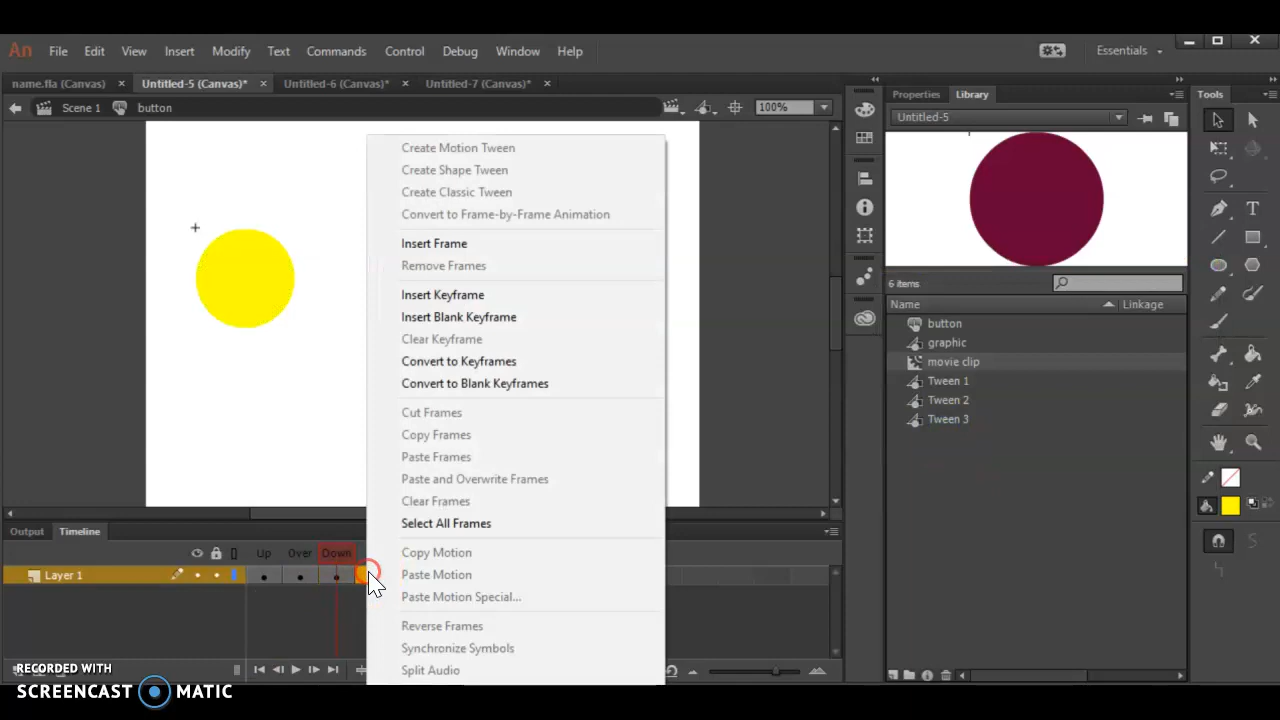 An File Edit View Insert Modify Text Commands Control Debug Window Help Essentials
name.fla (Canvas) × Untitled-5 (Canvas)* × Untitled-6 (Canvas)* × Untitled-7 (Canvas)* ×
Scene 1 button 100%
Properties Library Tools
Untitled-5
Create Motion Tween
Create Shape Tween
Create Classic Tween
Convert to Frame-by-Frame Animation
Insert Frame
Remove Frames
Insert Keyframe
Insert Blank Keyframe
Clear Keyframe
Convert to Keyframes
Convert to Blank Keyframes
Cut Frames
Copy Frames
Paste Frames
Paste and Overwrite Frames
Clear Frames
Select All Frames
Copy Motion
Paste Motion
Paste Motion Special...
Reverse Frames
Synchronize Symbols
Split Audio
6 items
Name Linkage
button
graphic
movie clip
Tween 1
Tween 2
Tween 3
Output Timeline
Up Over Down
Layer 1
RECORDED WITH
SCREENCAST MATIC